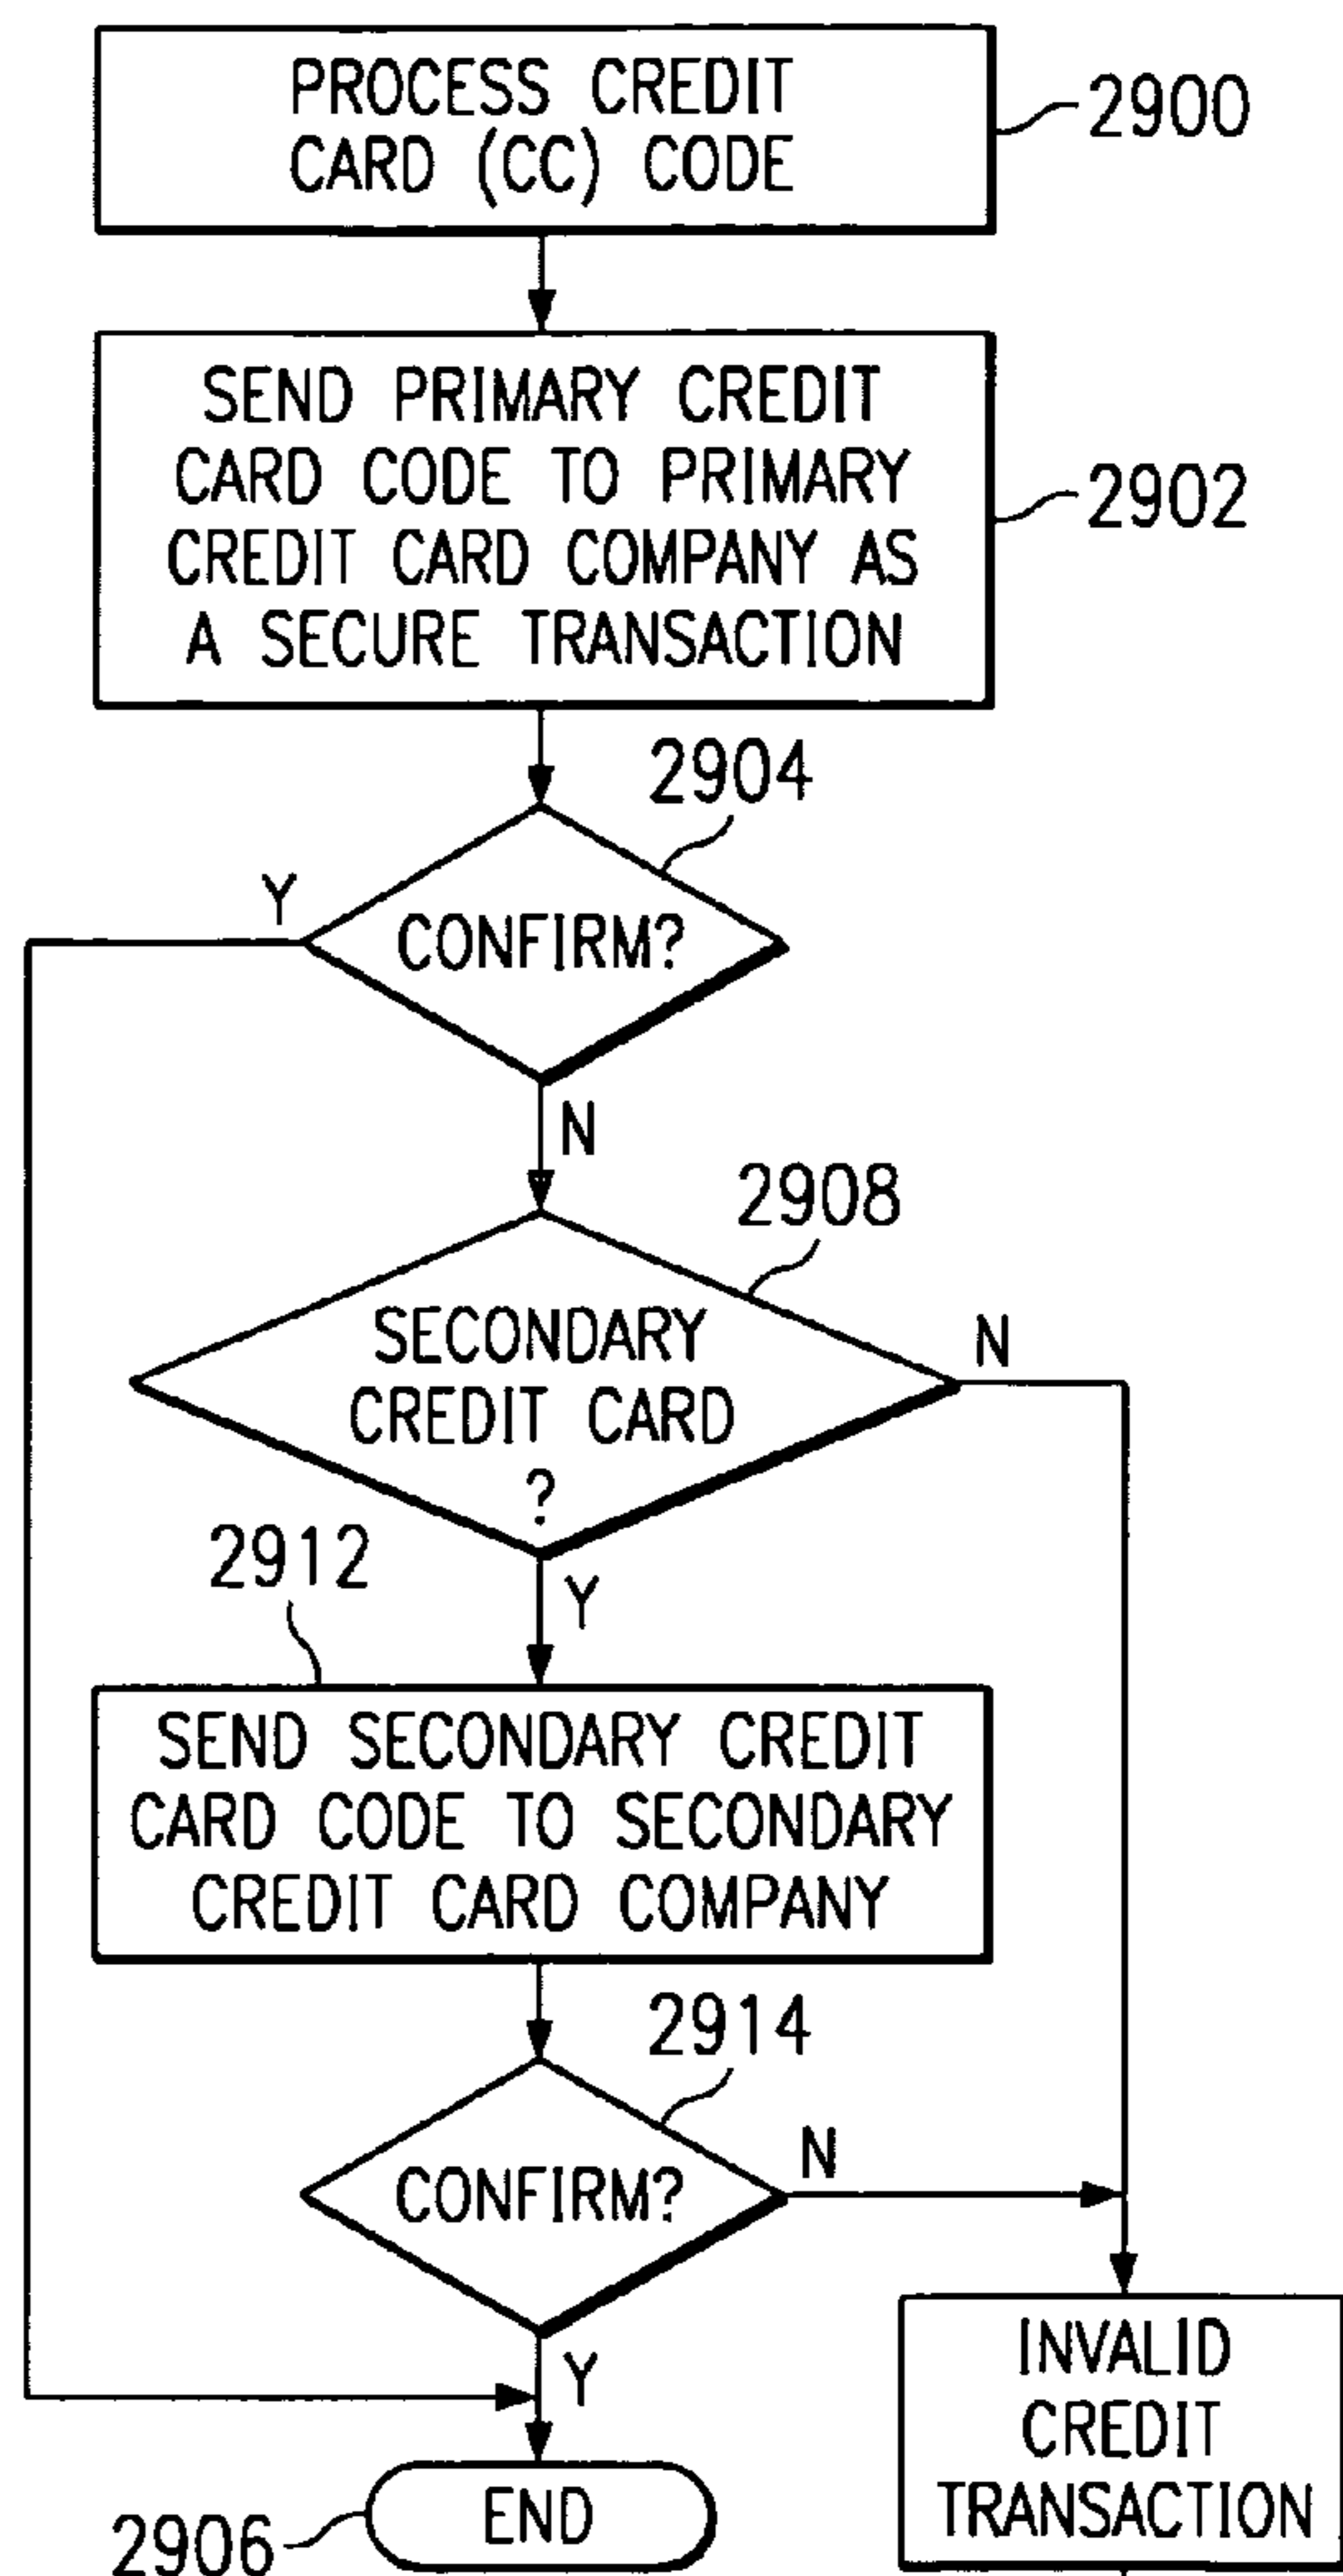 PROCESS CREDIT
CARD (CC) CODE
2900
SEND PRIMARY CREDIT
CARD CODE TO PRIMARY
CREDIT CARD COMPANY AS
A SECURE TRANSACTION
2902
2904
Y
CONFIRM?
N
2908
SECONDARY
CREDIT CARD
?
N
2912
Y
SEND SECONDARY CREDIT
CARD CODE TO SECONDARY
CREDIT CARD COMPANY
2914
CONFIRM?
N
Y
INVALID
CREDIT
TRANSACTION
END
2906